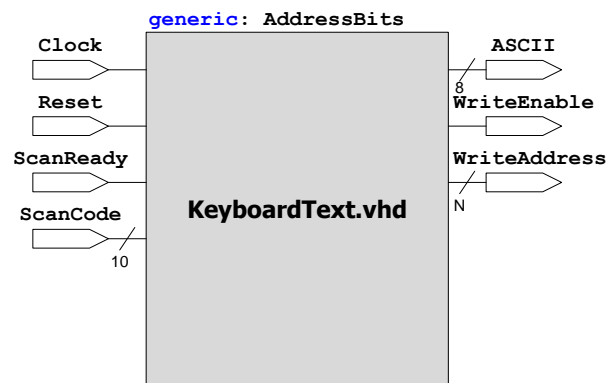 generic: AddressBits
Clock
ASCII
8
Reset
WriteEnable
ScanReady
WriteAddress
N
ScanCode
10
KeyboardText.vhd